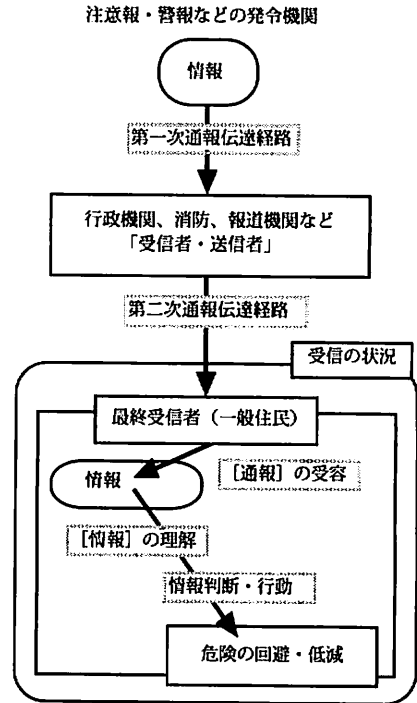 注意報・警報などの発令機関
情報
第一次通報伝達経路
行政機関、消防、報道機関など
「受信者・送信者」
第二次通報伝達経路
受信の状況
最終受信者（一般住民）
情報
［通報］の受容
［情報］の理解
情報判断・行動
危険の回避・低減